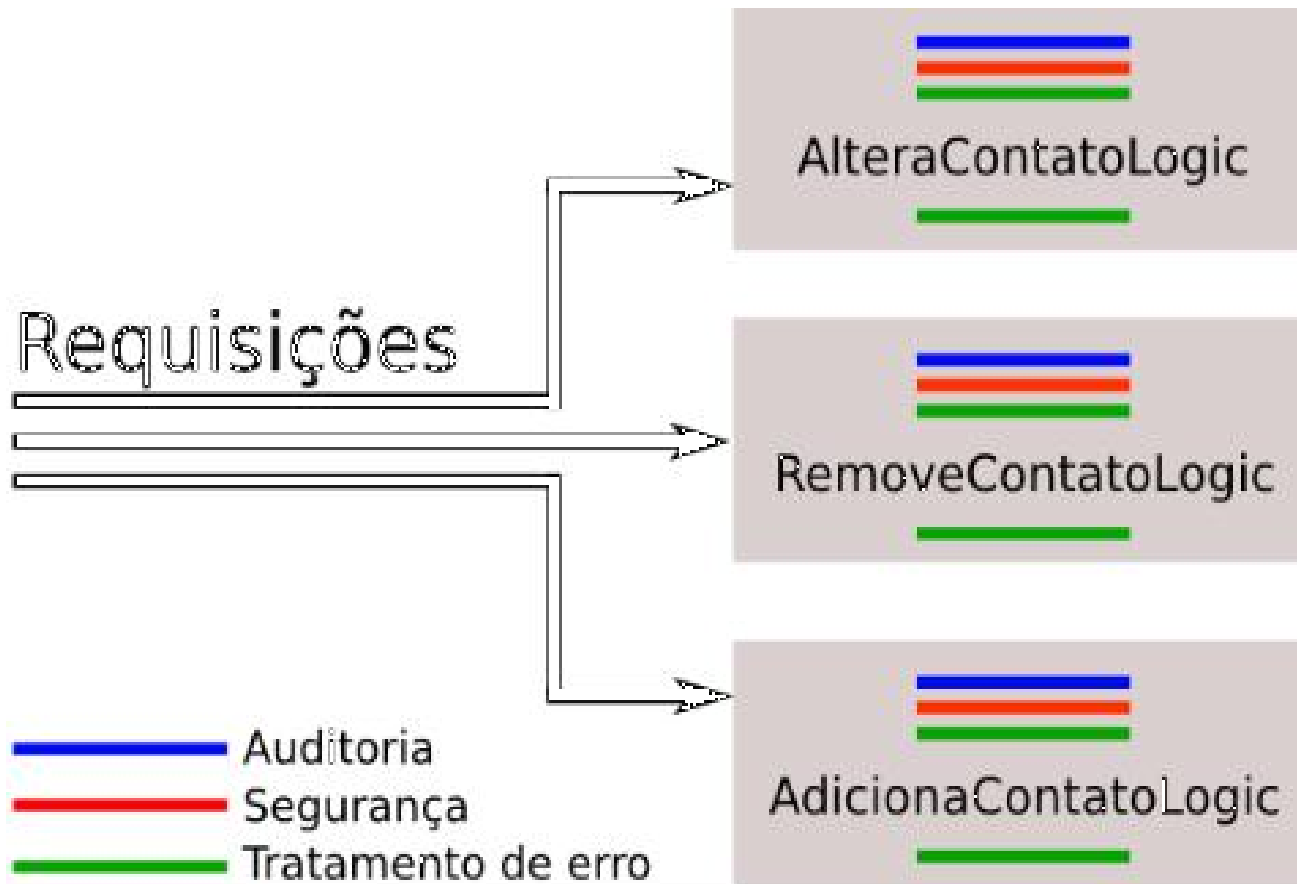 AlteraContatoLogic
Requisições
RemoveContatoLogic
AdicionaContatoLogic
Auditoria
Segurança
Tratamento de erro